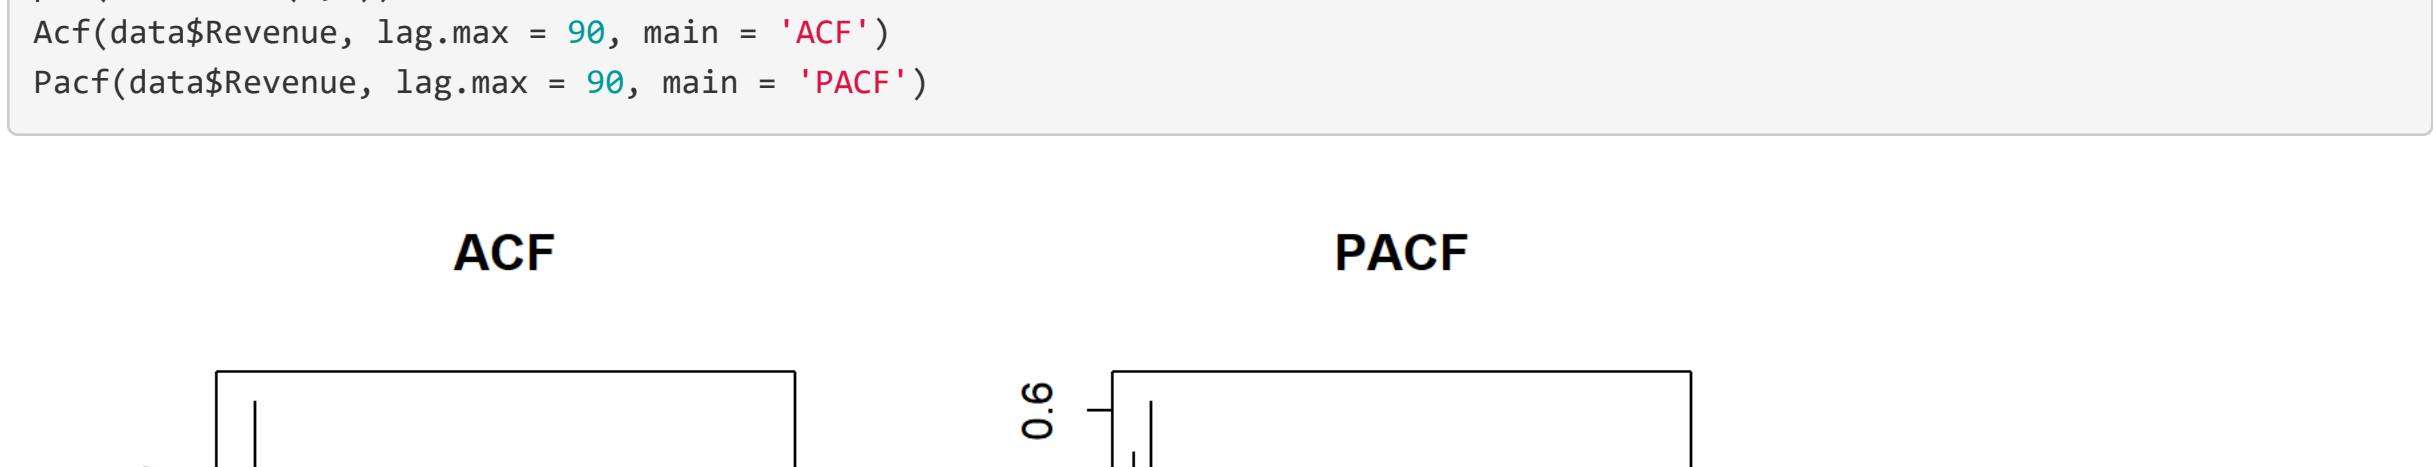 Acf(data$Revenue, lag.max = 90, main = 'ACF')
Pacf(data$Revenue, lag.max = 90, main = 'PACF')
ACF PACF
0.6